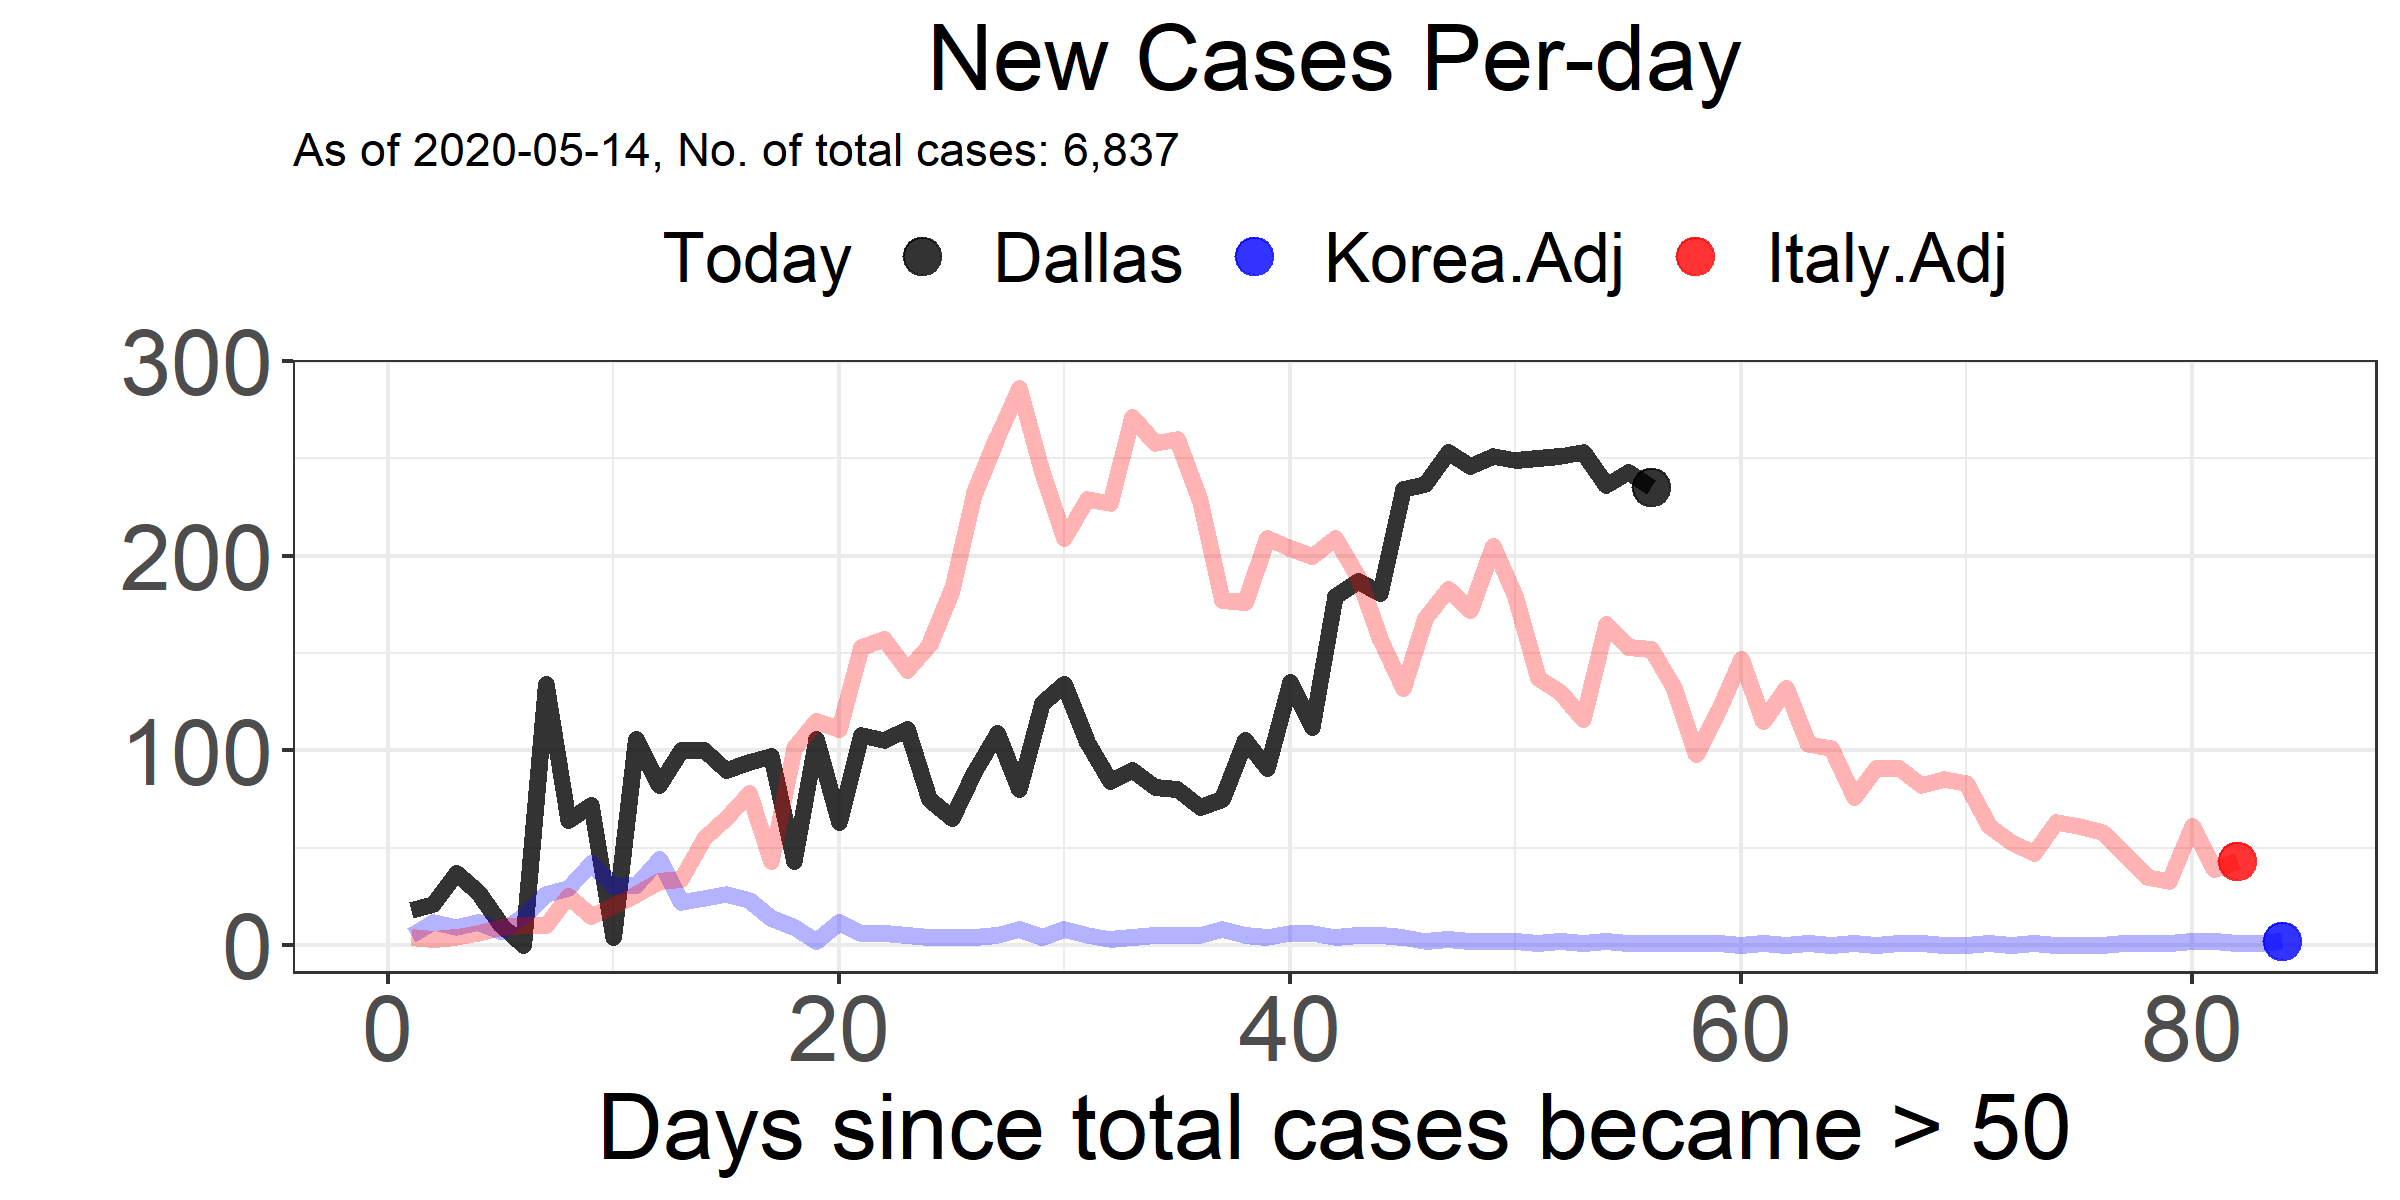 New Cases Per-day
As of 2020-05-14, No. of total cases: 6,837
Today Dallas Korea.Adj Italy.Adj
300
200
100
0
0 20 40 60 80
Days since total cases became > 50